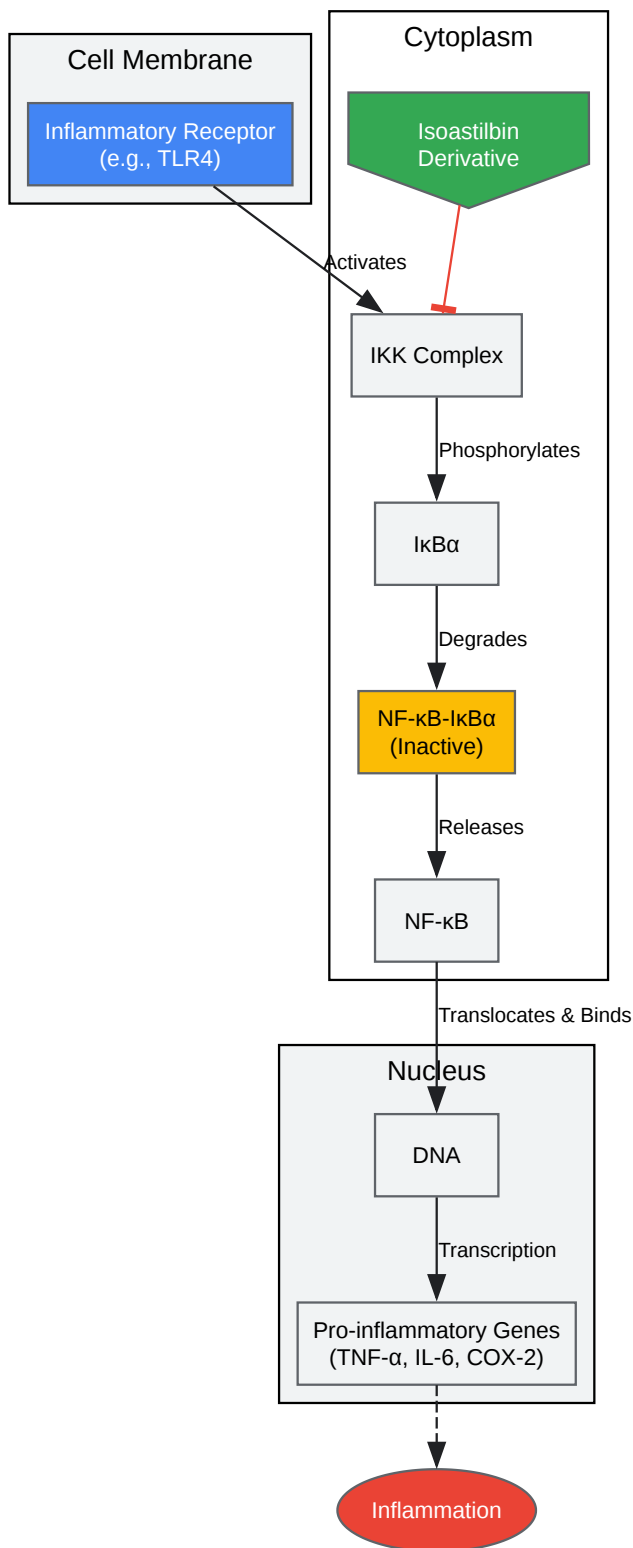 Cytoplasm
Cell Membrane
Inflammatory Receptor
(e.g., TLR4)
Isoastilbin
Derivative
Activates
IKK Complex
Phosphorylates
IκBα
Degrades
NF-κB-IκBα
(Inactive)
Releases
NF-κB
Translocates & Binds
Nucleus
DNA
Transcription
Pro-inflammatory Genes
(TNF-α, IL-6, COX-2)
Inflammation